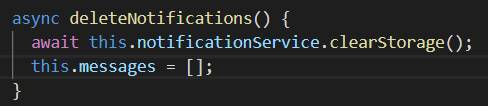 async deleteNotifications() {
  await this.notificationService.clearStorage();
  this.messages = [];
}